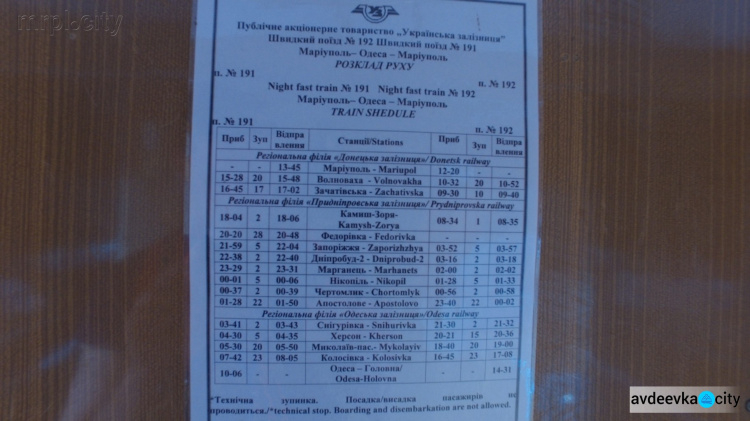 mrpl.city
УЗ
Публічне акціонерне товариство „Українська залізниця"
Швидкий поїзд № 192 Швидкий поїзд № 191
Маріуполь– Одеса – Маріуполь
РОЗКЛАД РУХУ
п. № 191 п. № 192
Night fast train № 191 Night fast train № 192
Маріуполь– Одеса – Маріуполь
TRAIN SHEDULE
п. № 191 п. № 192
Приб Зуп Відпра влення Станції/Stations Приб Зуп Відпра влення
Регіональна філія «Донецька залізниця»/ Donetsk railway
- - 13-45 Маріуполь - Mariupol 12-20 - -
15-28 20 15-48 Волноваха - Volnovakha 10-32 20 10-52
16-45 17 17-02 Зачатівська - Zachativska 09-30 10 09-40
Регіональна філія «Придніпровська залізниця»/ Prydniprovska railway
18-04 2 18-06 Камиш-Зоря- Kamysh-Zorya 08-34 1 08-35
20-20 28 20-48 Федорівка - Fedorivka - - -
21-59 5 22-04 Запоріжжя - Zaporizhzhya 03-52 5 03-57
22-38 2 22-40 Дніпробуд-2 - Dniprobud-2 03-16 2 03-18
23-29 2 23-31 Марганець - Marhanets 02-00 2 02-02
00-01 5 00-06 Нікопіль - Nikopil 01-28 5 01-33
00-37 2 00-39 Чертомлик - Chortomlyk 00-56 2 00-58
01-28 22 01-50 Апостолове - Apostolovo 23-40 22 00-02
Регіональна філія «Одеська залізниця»/Odesa railway
03-41 2 03-43 Снігурівка - Snihurivka 21-30 2 21-32
04-30 5 04-35 Херсон - Kherson 20-21 15 20-36
05-30 20 05-50 Миколаїв-пас.- Mykolayiv 18-40 20 19-00
07-42 23 08-05 Колосівка - Kolosivka 16-45 23 17-08
10-06 Одеса – Головна/ Odesa-Holovna 14-31
*Технічна зупинка. Посадка/висадка пасажирів не
проводиться./*technical stop. Boarding and disembarkation are not allowed.
avdeevka.city